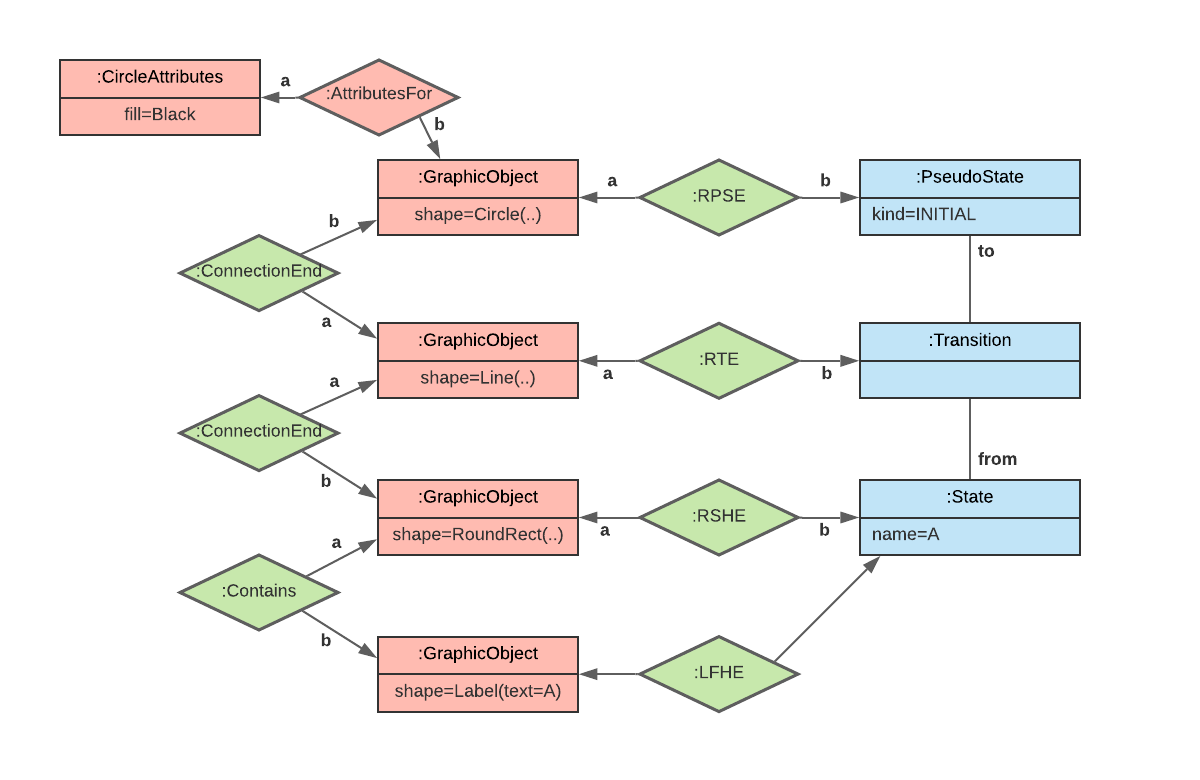 :CircleAttributes
fill=Black
a
:AttributesFor
b
:GraphicObject
shape=Circle(..)
a
:RPSE
b
:PseudoState
kind=INITIAL
b
:ConnectionEnd
a
to
:GraphicObject
shape=Line(..)
a
:RTE
b
:Transition
a
:ConnectionEnd
b
from
:GraphicObject
shape=RoundRect(..)
a
:RSHE
b
:State
name=A
a
:Contains
b
:GraphicObject
shape=Label(text=A)
:LFHE